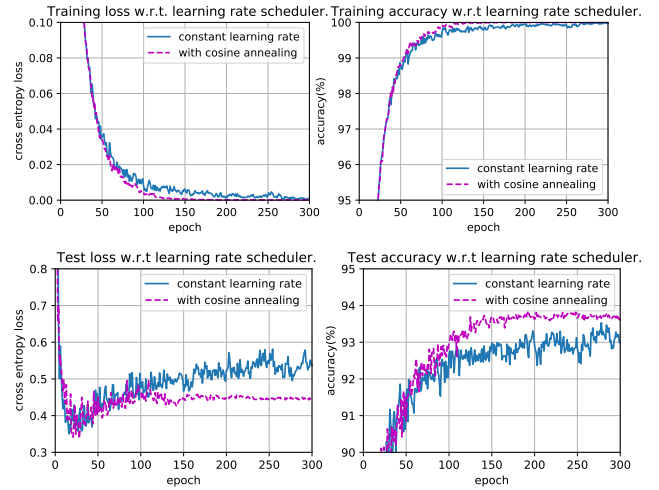 Training loss w.r.t. learning rate scheduler.
cross entropy loss
0.10
0.08
0.06
0.04
0.02
0.00
constant learning rate
with cosine annealing
0 50 100 150 200 250 300
epoch
Training accuracy w.r.t learning rate scheduler.
accuracy(%)
100
99
98
97
96
95
constant learning rate
with cosine annealing
0 50 100 150 200 250 300
epoch
Test loss w.r.t learning rate scheduler.
cross entropy loss
0.8
0.7
0.6
0.5
0.4
0.3
constant learning rate
with cosine annealing
0 50 100 150 200 250 300
epoch
Test accuracy w.r.t learning rate scheduler.
accuracy(%)
95
94
93
92
91
90
constant learning rate
with cosine annealing
0 50 100 150 200 250 300
epoch